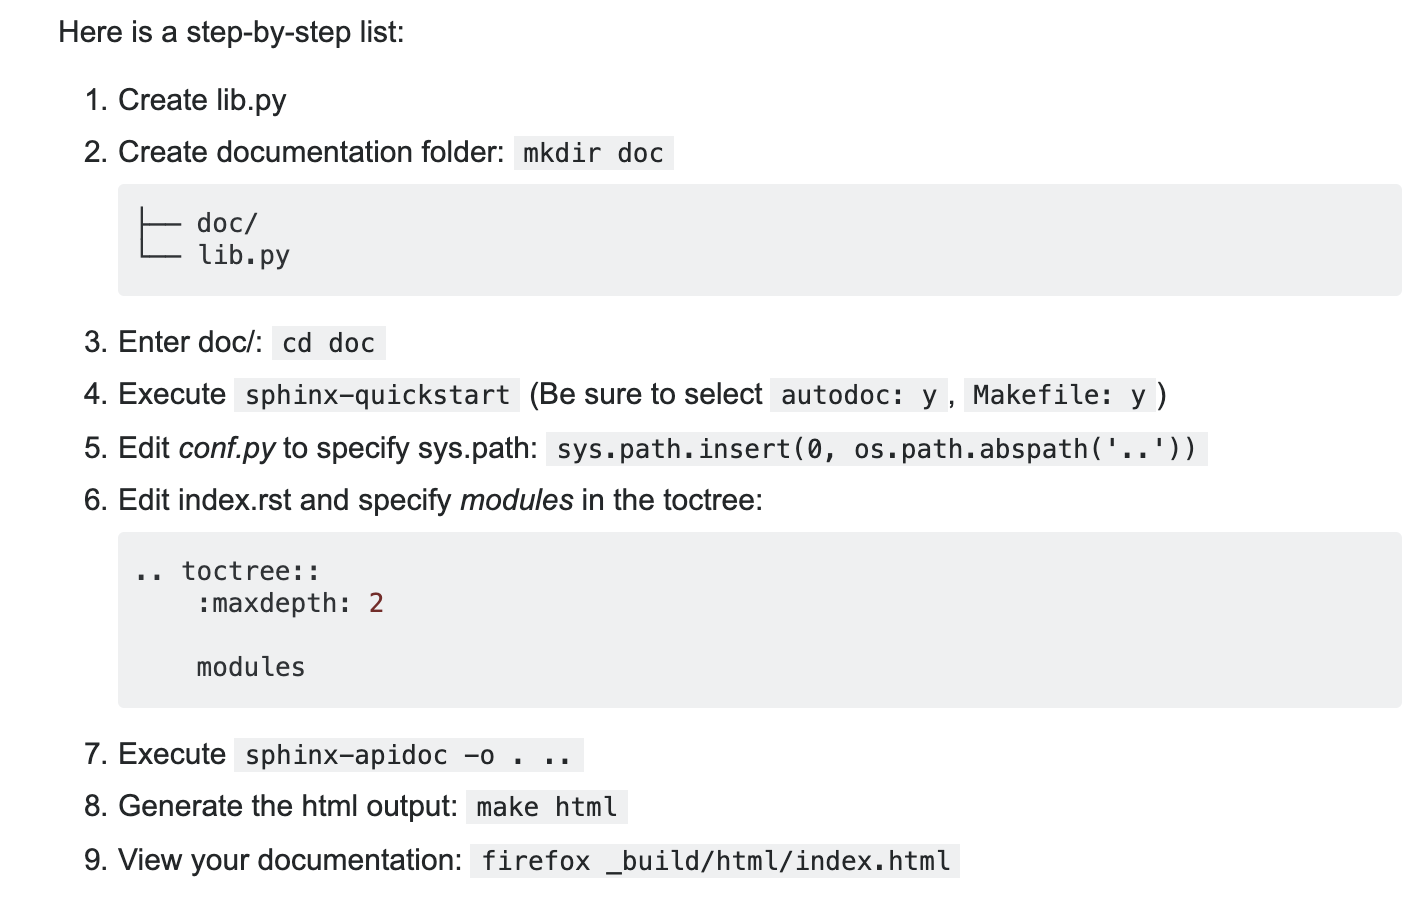 Here is a step-by-step list:
1. Create lib.py
2. Create documentation folder: mkdir doc
├── doc/
└── lib.py
3. Enter doc/: cd doc
4. Execute sphinx-quickstart (Be sure to select autodoc: y, Makefile: y)
5. Edit conf.py to specify sys.path: sys.path.insert(0, os.path.abspath('..'))
6. Edit index.rst and specify modules in the toctree:
.. toctree::
    :maxdepth: 2

    modules
7. Execute sphinx-apidoc -o . ..
8. Generate the html output: make html
9. View your documentation: firefox _build/html/index.html